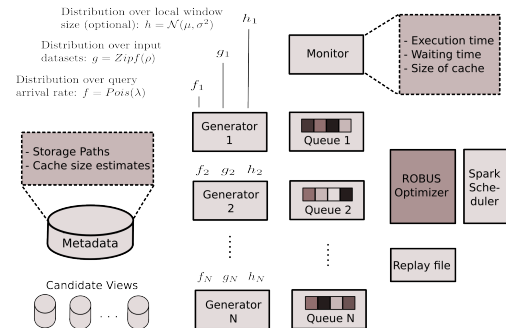 Distribution over local window
size (optional): h = N(μ, σ²)
h₁
Distribution over input
datasets: g = Zipf(ρ)
g₁
Distribution over query
arrival rate: f = Pois(λ)
f₁
Monitor
- Execution time
- Waiting time
- Size of cache
Generator
1
Queue 1
- Storage Paths
- Cache size estimates
f₂ g₂ h₂
Generator
2
Queue 2
ROBUS
Optimizer
Spark
Sche-
duler
Metadata
Replay file
Candidate Views
. . .
f_N g_N h_N
Generator
N
Queue N